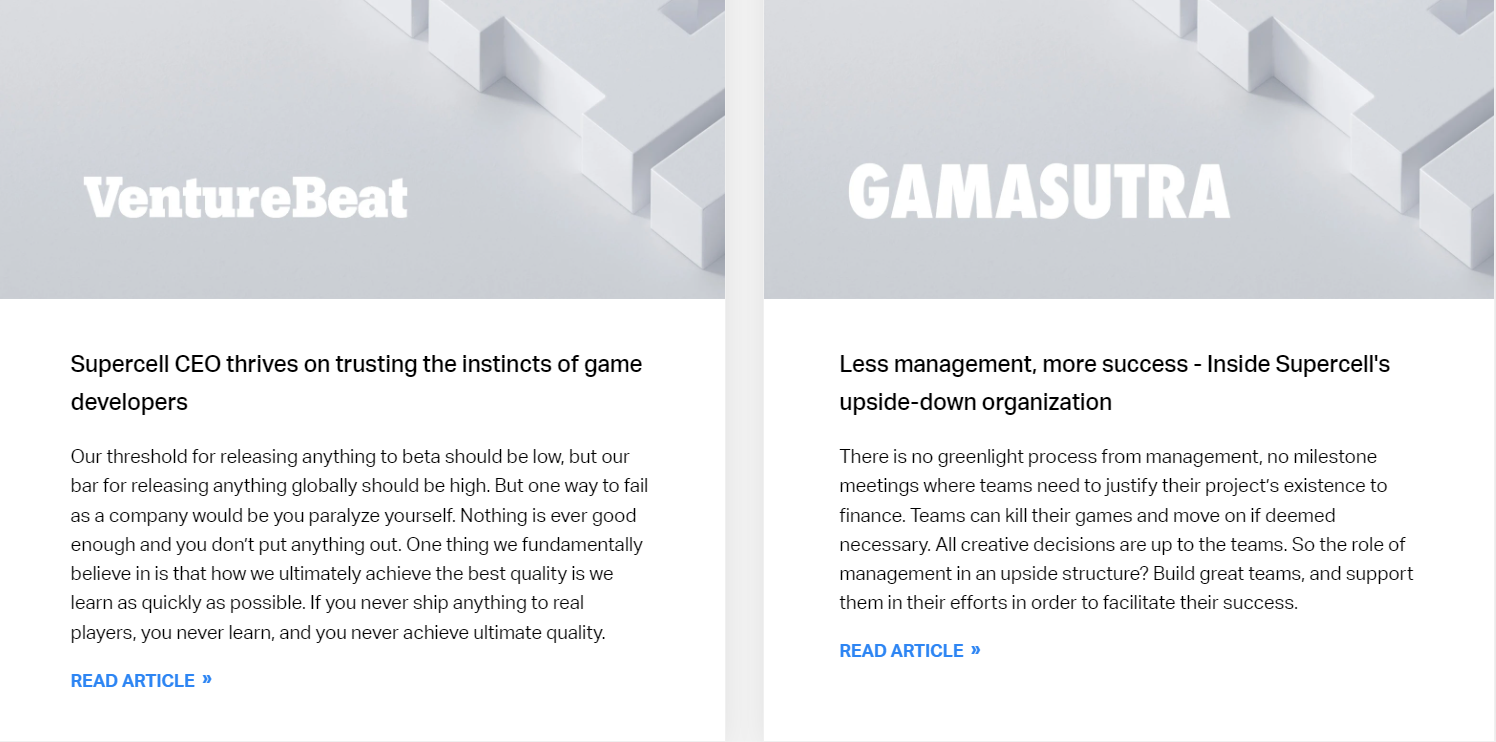 VentureBeat
Supercell CEO thrives on trusting the instincts of game
developers
Our threshold for releasing anything to beta should be low, but our
bar for releasing anything globally should be high. But one way to fail
as a company would be you paralyze yourself. Nothing is ever good
enough and you don’t put anything out. One thing we fundamentally
believe in is that how we ultimately achieve the best quality is we
learn as quickly as possible. If you never ship anything to real
players, you never learn, and you never achieve ultimate quality.
READ ARTICLE »
GAMASUTRA
Less management, more success - Inside Supercell's
upside-down organization
There is no greenlight process from management, no milestone
meetings where teams need to justify their project’s existence to
finance. Teams can kill their games and move on if deemed
necessary. All creative decisions are up to the teams. So the role of
management in an upside structure? Build great teams, and support
them in their efforts in order to facilitate their success.
READ ARTICLE »